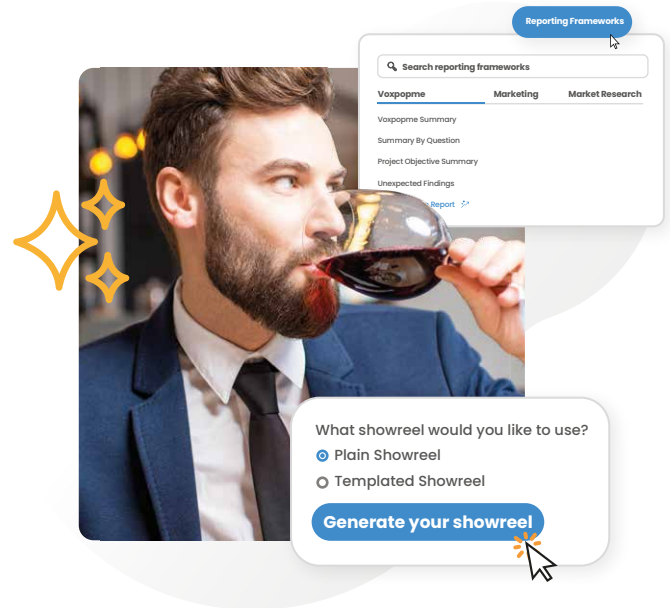 Reporting Frameworks
Search reporting frameworks
Voxpopme Marketing Market Research
Voxpopme Summary
Summary By Question
Project Objective Summary
Unexpected Findings
Report
What showreel would you like to use?
Plain Showreel
Templated Showreel
Generate your showreel